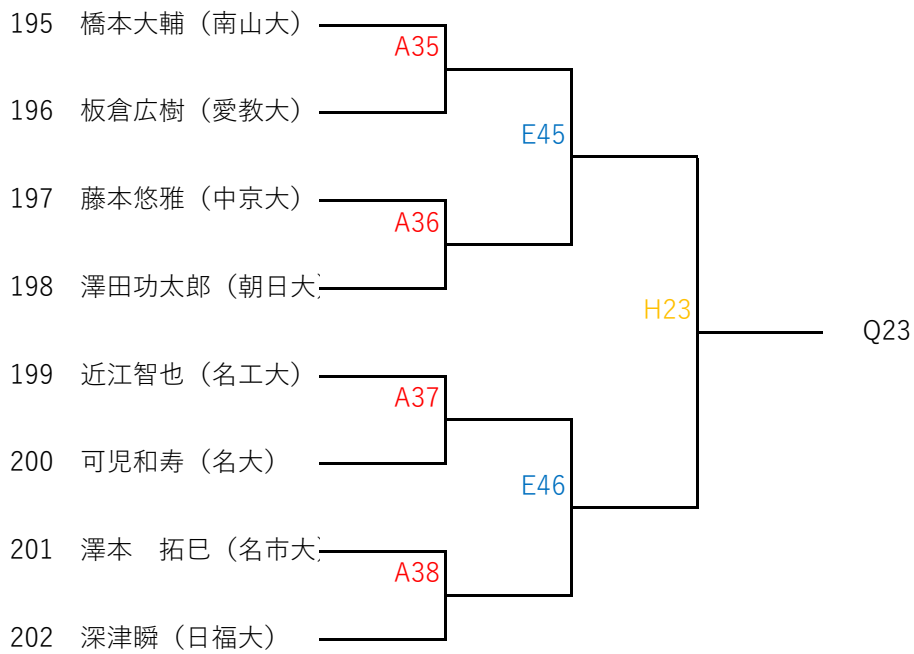 195 橋本大輔（南山大）
A35
196 板倉広樹（愛教大）
E45
197 藤本悠雅（中京大）
A36
198 澤田功太郎（朝日大）
H23
Q23
199 近江智也（名工大）
A37
200 可児和寿（名大）
E46
201 澤本　拓巳（名市大）
A38
202 深津瞬（日福大）